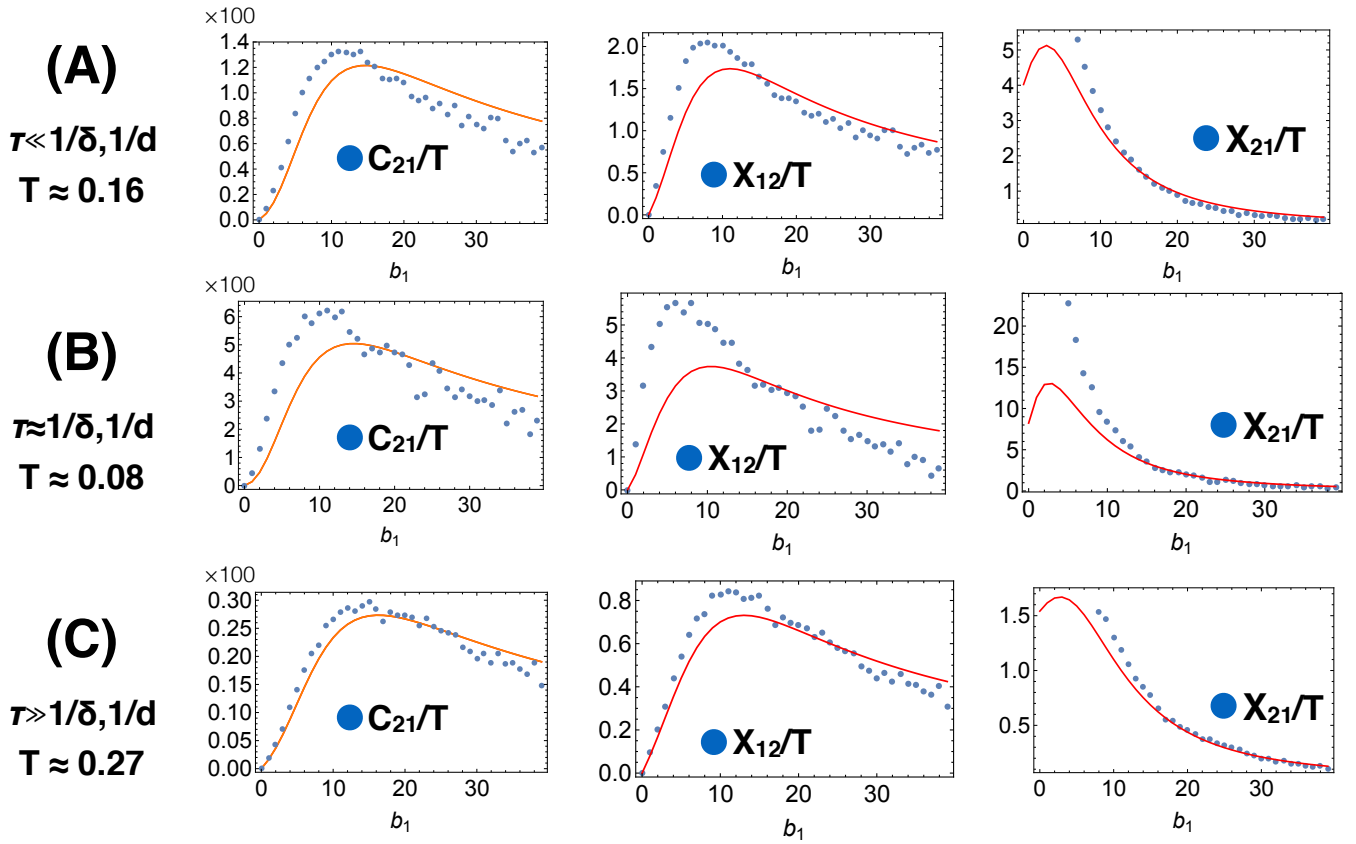 (A)
τ≪1/δ,1/d
T ≈ 0.16
×100
1.4
1.2
1.0
0.8
0.6
0.4
0.2
0.0
0 10 20 30
b1
C21/T
2.0
1.5
1.0
0.5
0.0
0 10 20 30
b1
X12/T
5
4
3
2
1
0 10 20 30
b1
X21/T
(B)
τ≈1/δ,1/d
T ≈ 0.08
×100
6
5
4
3
2
1
0
0 10 20 30
b1
C21/T
5
4
3
2
1
0
0 10 20 30
b1
X12/T
20
15
10
5
0
0 10 20 30
b1
X21/T
(C)
τ≫1/δ,1/d
T ≈ 0.27
×100
0.30
0.25
0.20
0.15
0.10
0.05
0.00
0 10 20 30
b1
C21/T
0.8
0.6
0.4
0.2
0.0
0 10 20 30
b1
X12/T
1.5
1.0
0.5
0 10 20 30
b1
X21/T